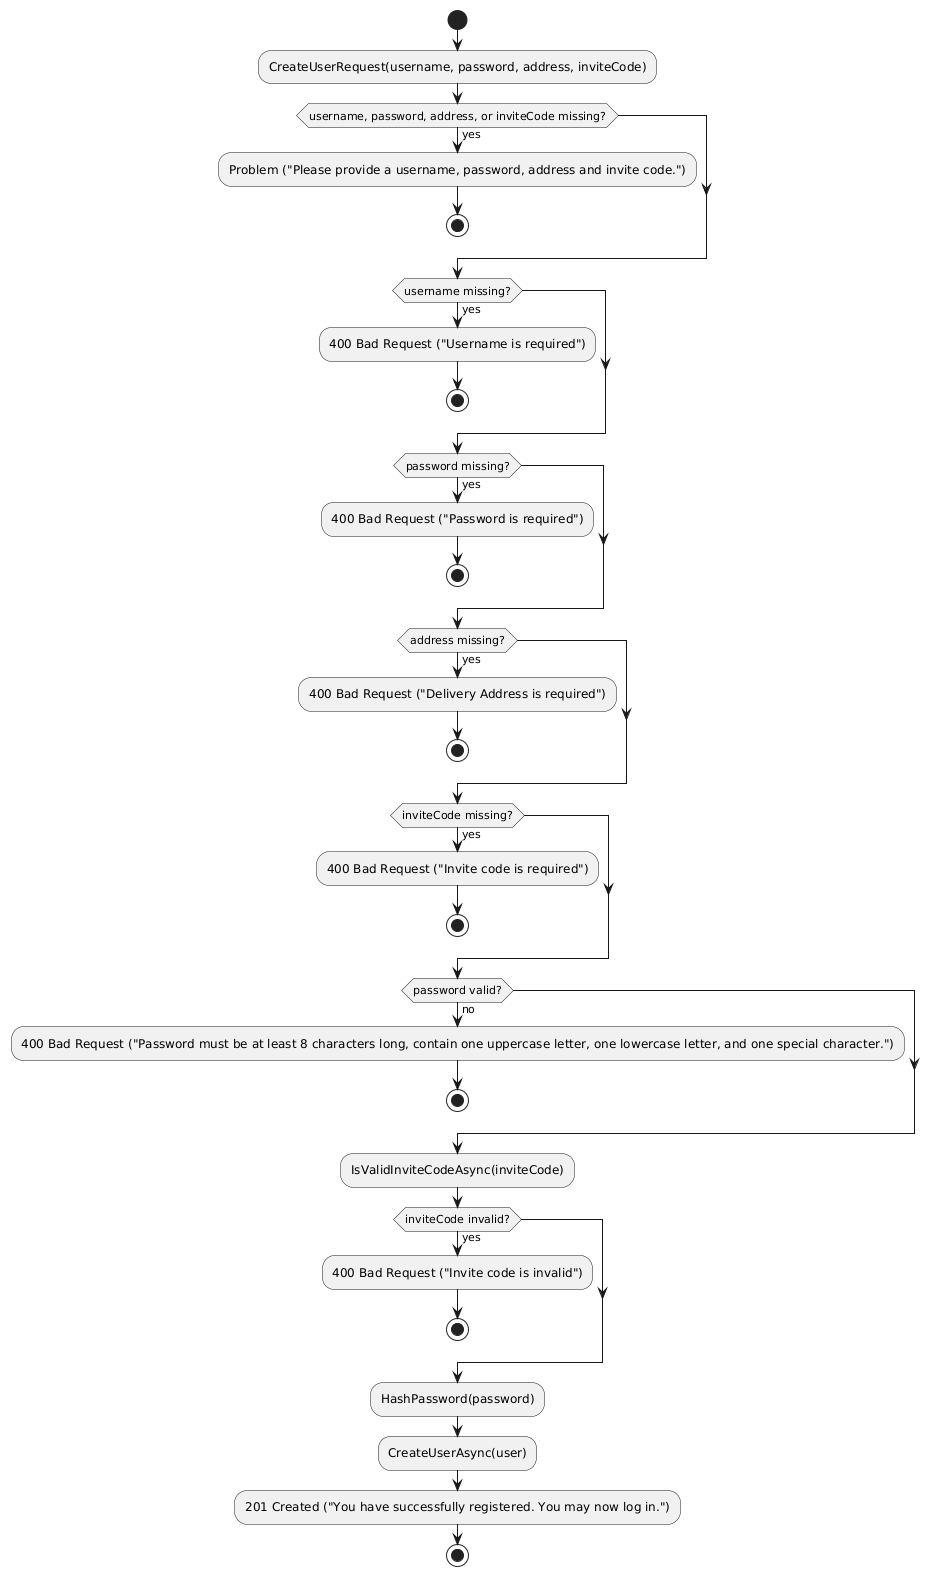 CreateUserRequest(username, password, address, inviteCode)
username, password, address, or inviteCode missing?
yes
Problem ("Please provide a username, password, address and invite code.")
username missing?
yes
400 Bad Request ("Username is required")
password missing?
yes
400 Bad Request ("Password is required")
address missing?
yes
400 Bad Request ("Delivery Address is required")
inviteCode missing?
yes
400 Bad Request ("Invite code is required")
password valid?
no
400 Bad Request ("Password must be at least 8 characters long, contain one uppercase letter, one lowercase letter, and one special character.")
IsValidInviteCodeAsync(inviteCode)
inviteCode invalid?
yes
400 Bad Request ("Invite code is invalid")
HashPassword(password)
CreateUserAsync(user)
201 Created ("You have successfully registered. You may now log in.")